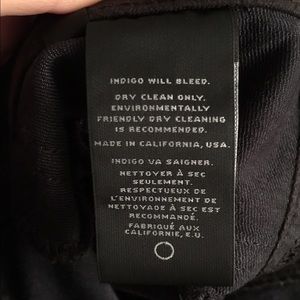 INDIGO WILL BLEED.
DRY CLEAN ONLY.
ENVIRONMENTALLY
FRIENDLY DRY CLEANING
IS RECOMMENDED.
MADE IN CALIFORNIA, USA.
INDIGO VA SAIGNER.
NETTOYER À SEC
SEULEMENT.
RESPECTUEUX DE
L'ENVIRONNEMENT DE
NETTOYAGE À SEC EST
RECOMMANDÉ.
FABRIQUÉ AUX
CALIFORNIE, E.U.